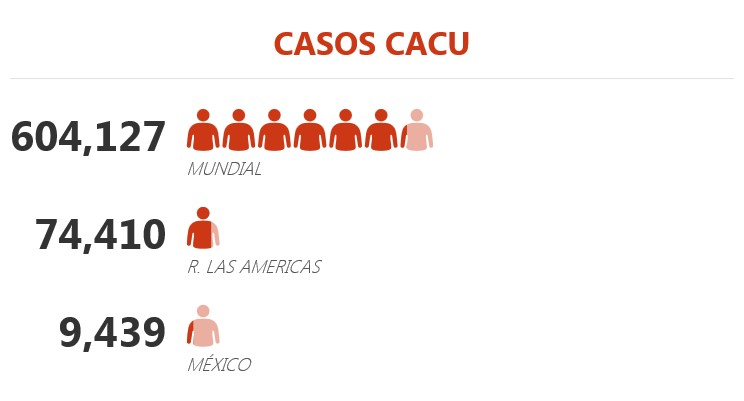 CASOS CACU
604,127
MUNDIAL
74,410
R. LAS AMERICAS
9,439
MÉXICO